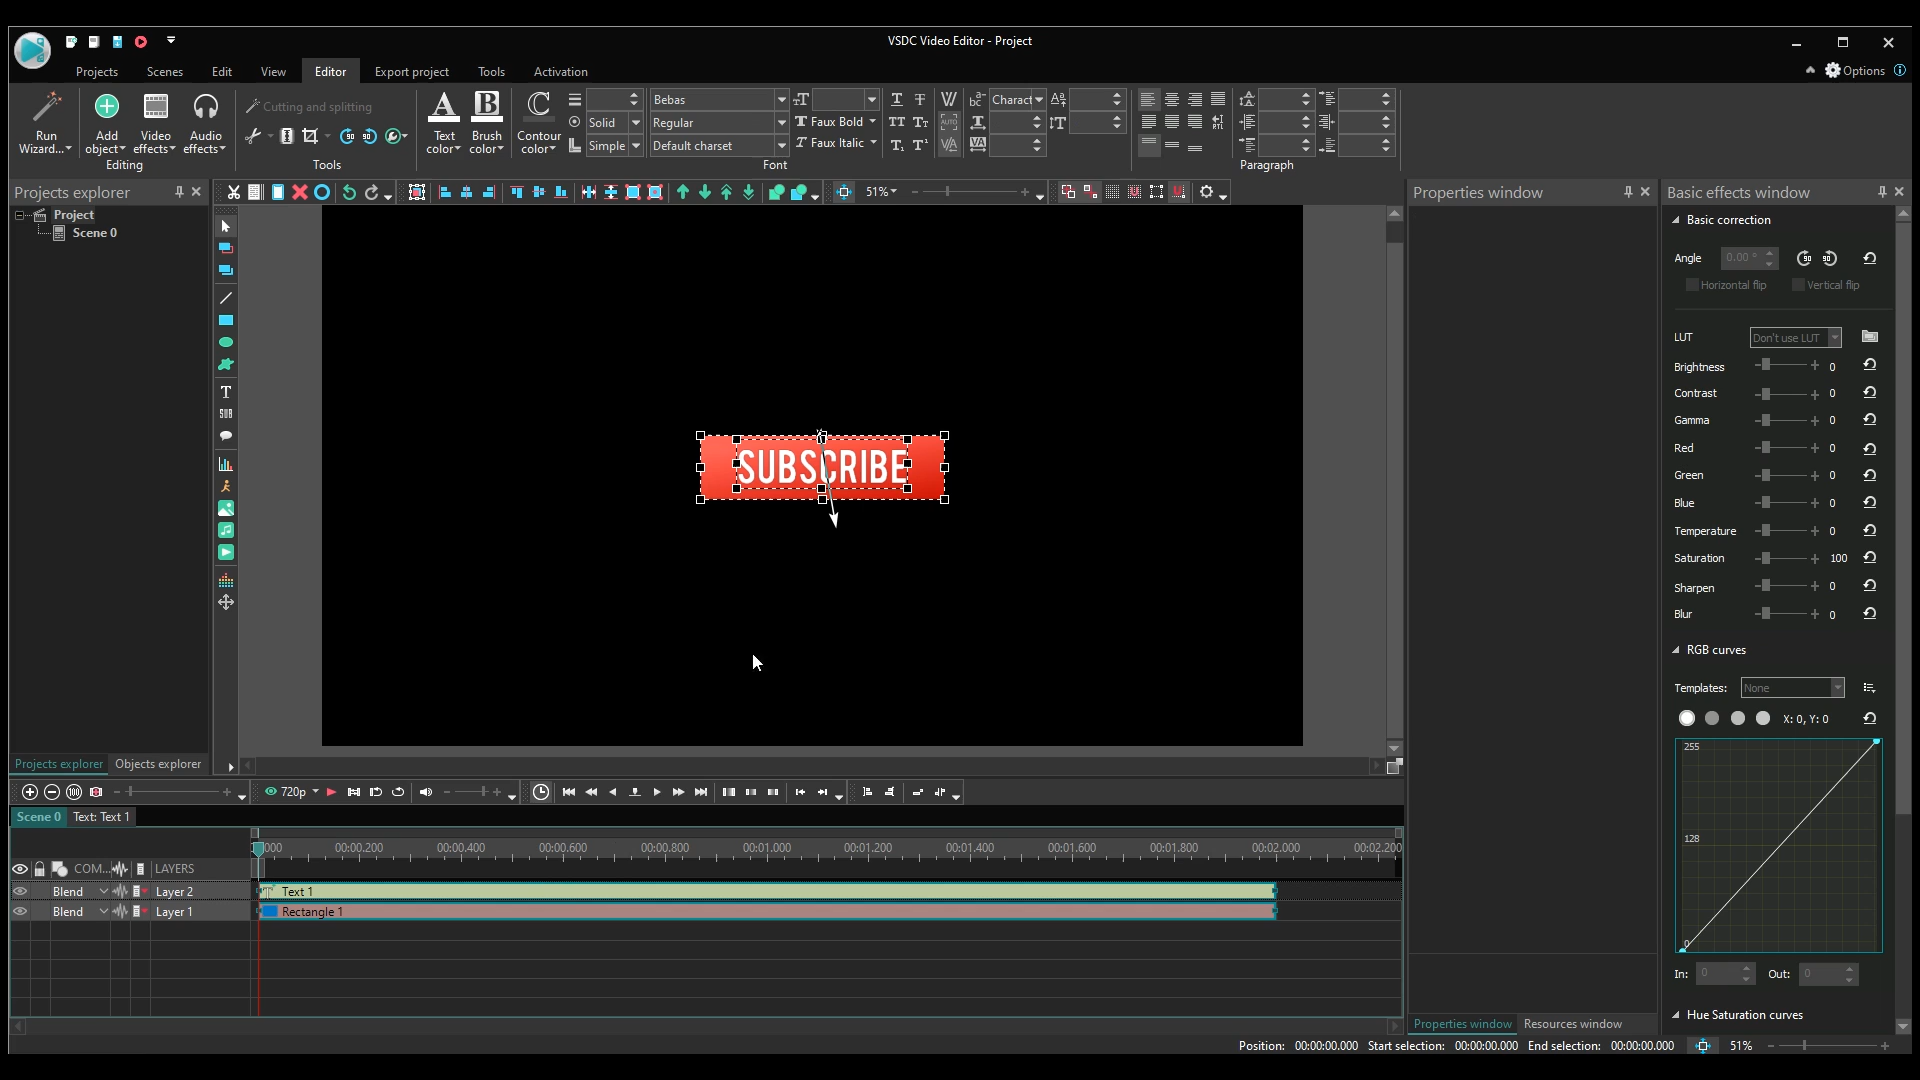 VSDC Video Editor - Project
Projects Scenes Edit View Editor Export project Tools Activation
Options
Run Wizard...
Add object
Video effects
Audio effects
Editing
Cutting and splitting
Tools
Text color
Brush color
Contour color
Solid
Simple
Bebas
Regular
Default charset
Faux Bold
Faux Italic
Font
Charact
Paragraph
Projects explorer
Project
Scene 0
51%
SUBSCRIBE
Projects explorer Objects explorer
Properties window
Properties window Resources window
Basic effects window
Basic correction
Angle 0.00 °
Horizontal flip Vertical flip
LUT Don't use LUT
Brightness 0
Contrast 0
Gamma 0
Red 0
Green 0
Blue 0
Temperature 0
Saturation 100
Sharpen 0
Blur 0
RGB curves
Templates: None
X: 0, Y: 0
255
128
0
In: 0 Out: 0
Hue Saturation curves
720p
Scene 0 Text: Text 1
000 00:00.200 00:00.400 00:00.600 00:00.800 00:01.000 00:01.200 00:01.400 00:01.600 00:01.800 00:02.000 00:02.200
COM... LAYERS
Blend Layer 2 Text 1
Blend Layer 1 Rectangle 1
Position: 00:00:00.000 Start selection: 00:00:00.000 End selection: 00:00:00.000 51%